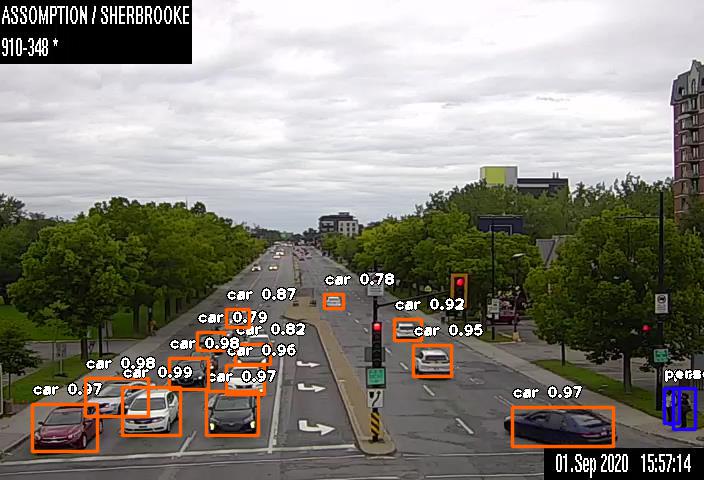 ASSOMPTION / SHERBROOKE
910-348 *
car 0.78
car 0.87
car 0.92
0.79
car 0.82
car 0.95
car 0.98
car 0.96
car 0.98
car 0.99
car 0.97
pers
car 0.97
car 0.97
01.Sep 2020 15:57:14